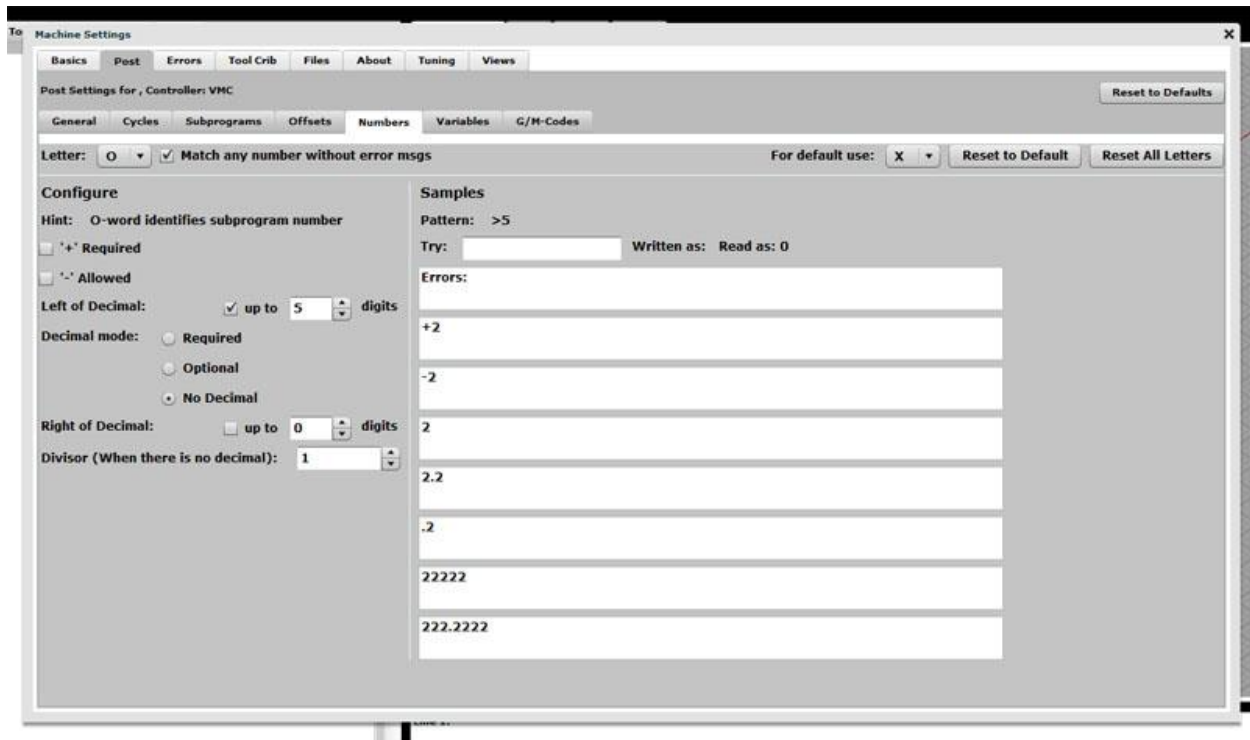 To
Machine Settings
Basics Post Errors Tool Crib Files About Tuning Views
Post Settings for , Controller: VMC Reset to Defaults
General Cycles Subprograms Offsets Numbers Variables G/M-Codes
Letter: O Match any number without error msgs For default use: X Reset to Default Reset All Letters
Configure
Hint: O-word identifies subprogram number
'+' Required
'-' Allowed
Left of Decimal: up to 5 digits
Decimal mode: Required
Optional
No Decimal
Right of Decimal: up to 0 digits
Divisor (When there is no decimal): 1
Samples
Pattern: >5
Try: Written as: Read as: 0
Errors:
+2
-2
2
2.2
.2
22222
222.2222